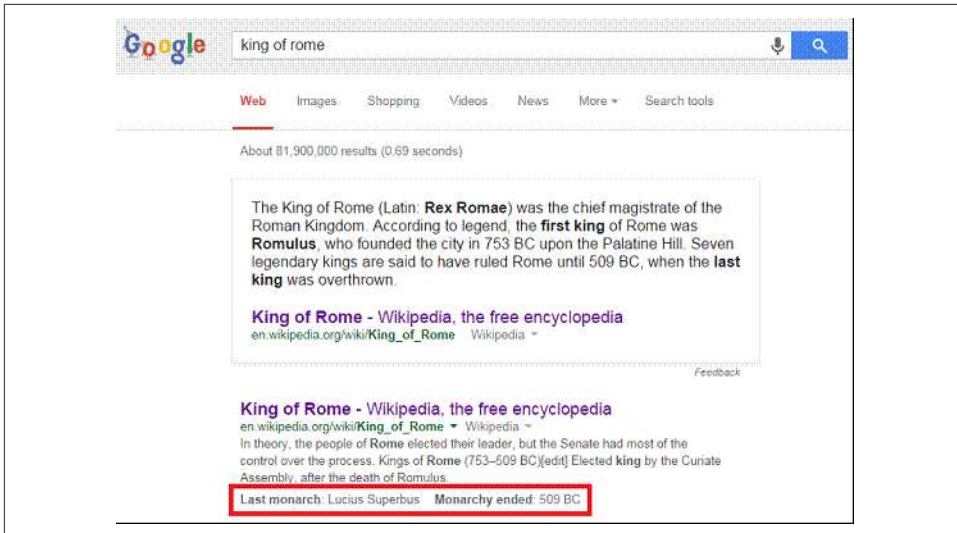 Google
king of rome
Web Images Shopping Videos News More Search tools
About 81,900,000 results (0.69 seconds)
The King of Rome (Latin: Rex Romae) was the chief magistrate of the
Roman Kingdom. According to legend, the first king of Rome was
Romulus, who founded the city in 753 BC upon the Palatine Hill. Seven
legendary kings are said to have ruled Rome until 509 BC, when the last
king was overthrown.
King of Rome - Wikipedia, the free encyclopedia
en.wikipedia.org/wiki/King_of_Rome Wikipedia
Feedback
King of Rome - Wikipedia, the free encyclopedia
en.wikipedia.org/wiki/King_of_Rome Wikipedia
In theory, the people of Rome elected their leader, but the Senate had most of the
control over the process. Kings of Rome (753–509 BC)[edit] Elected king by the Curiate
Assembly, after the death of Romulus.
Last monarch: Lucius Superbus Monarchy ended: 509 BC